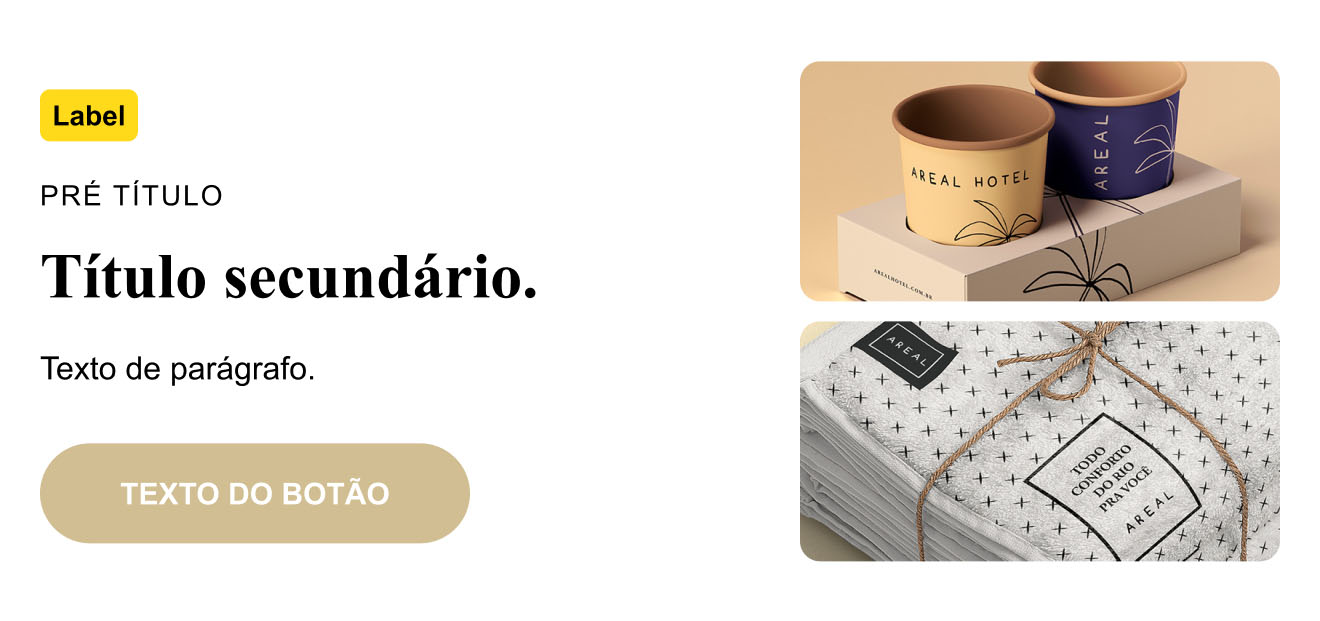 Label
PRÉ TÍTULO
Título secundário.
Texto de parágrafo.
TEXTO DO BOTÃO
AREAL HOTEL
AREAL
AREALHOTEL.COM.BR
AREAL
TODO
CONFORTO
DO RIO
PRA VOCÊ
AREAL